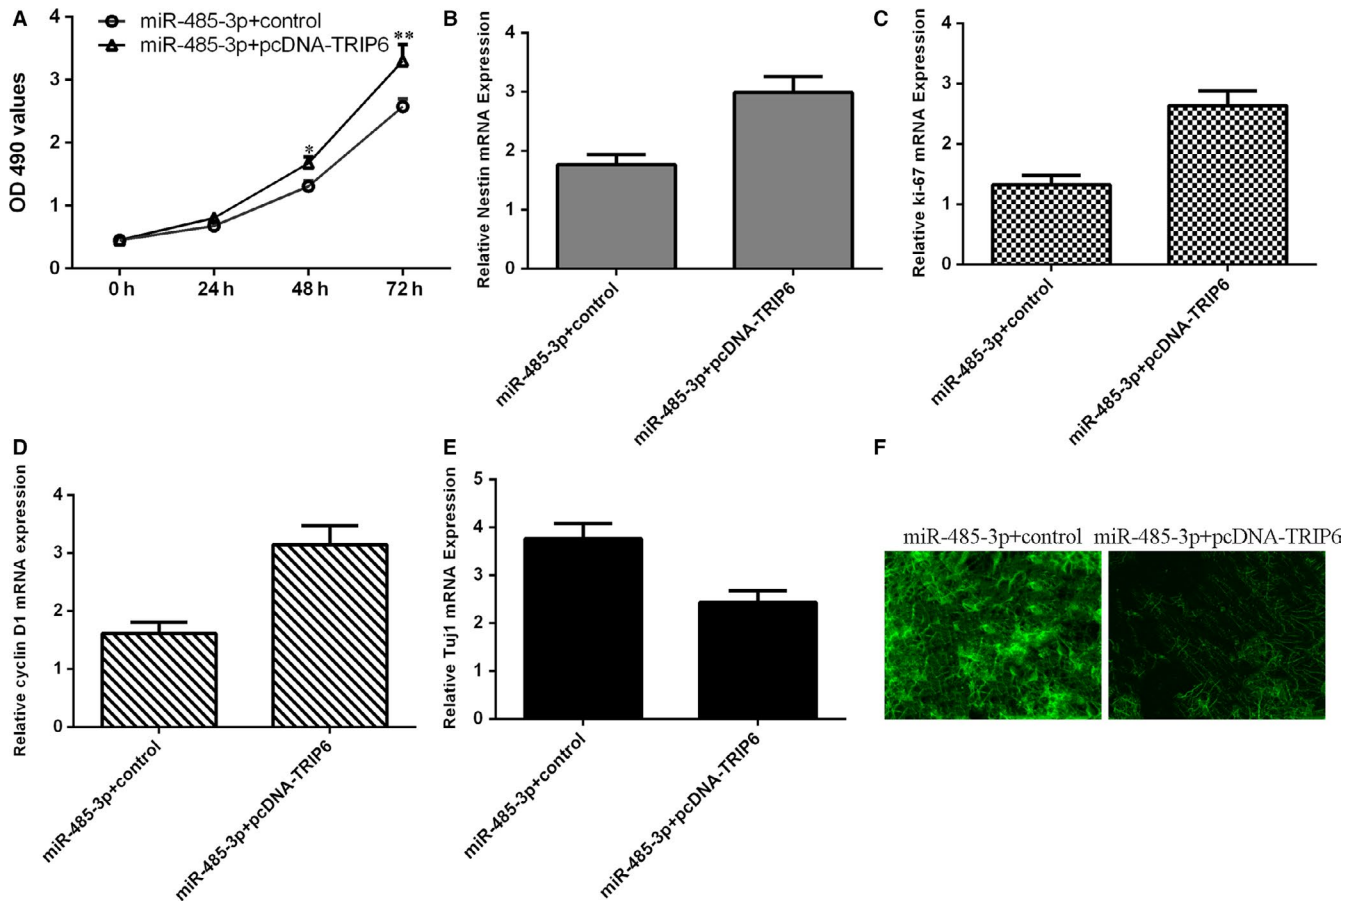 A
miR-485-3p+control
miR-485-3p+pcDNA-TRIP6
OD 490 values
4
3
2
1
0
*
**
0 h
24 h
48 h
72 h
B
Relative Nestin mRNA Expression
4
3
2
1
0
miR-485-3p+control
miR-485-3p+pcDNA-TRIP6
C
Relative ki-67 mRNA Expression
4
3
2
1
0
miR-485-3p+control
miR-485-3p+pcDNA-TRIP6
D
Relative cyclin D1 mRNA expression
4
3
2
1
0
miR-485-3p+control
miR-485-3p+pcDNA-TRIP6
E
Relative Tuj1 mRNA Expression
5
4
3
2
1
0
miR-485-3p+control
miR-485-3p+pcDNA-TRIP6
F
miR-485-3p+control
miR-485-3p+pcDNA-TRIP6